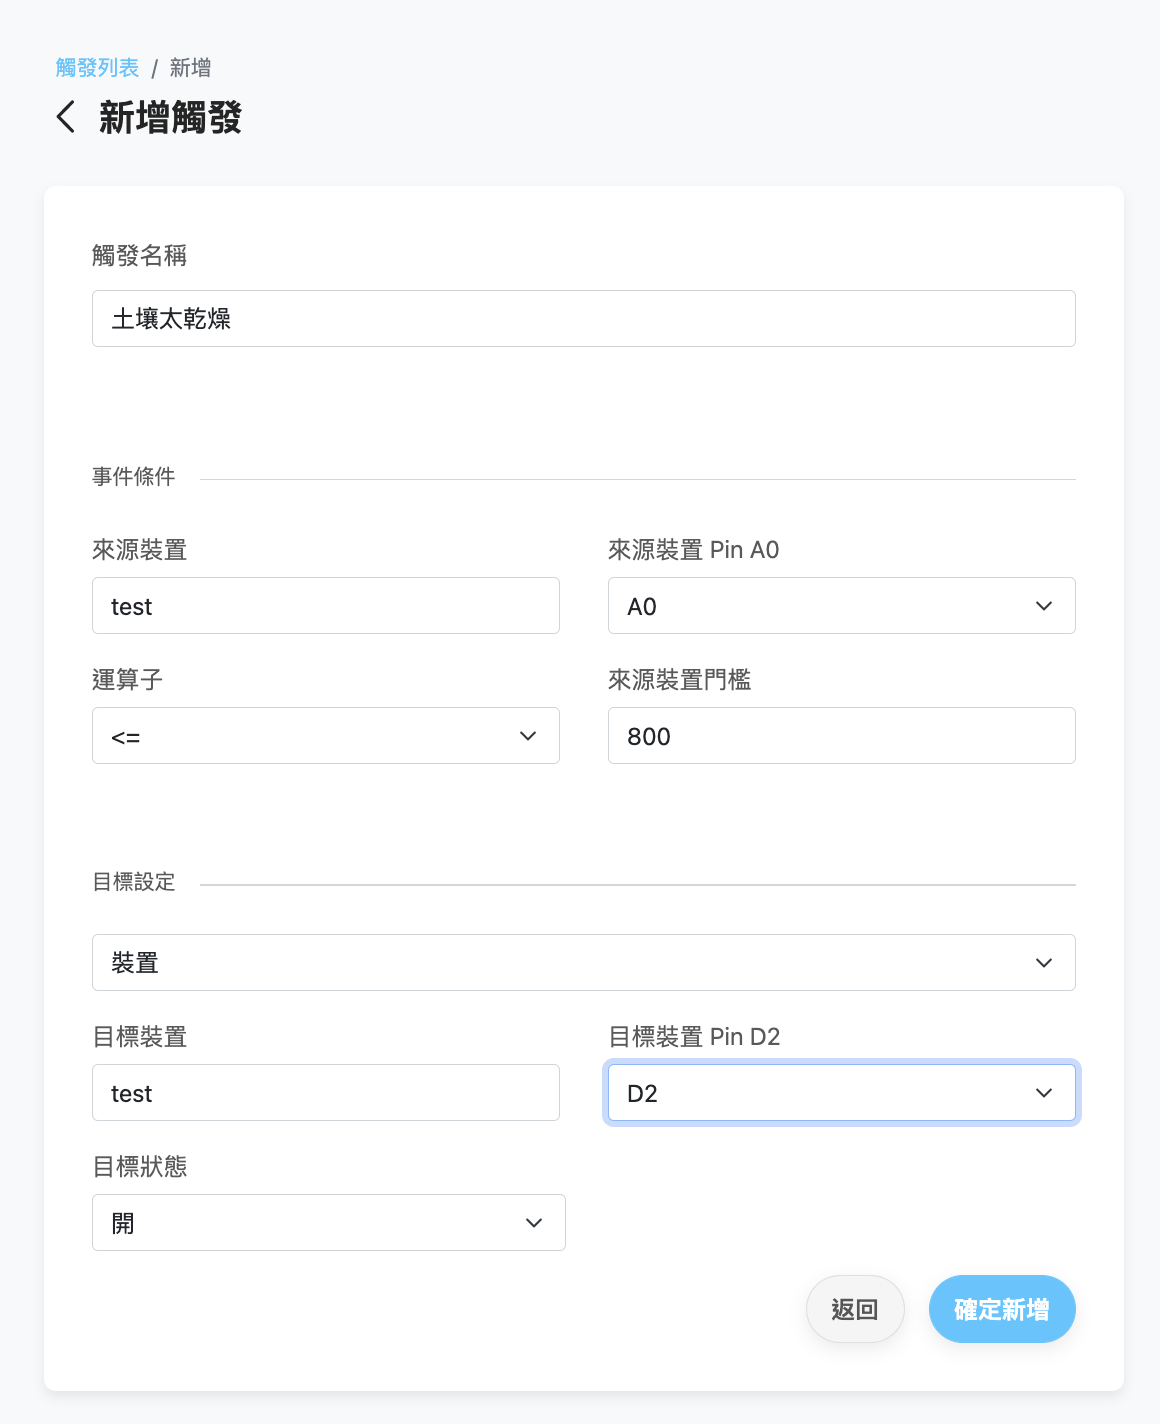 觸發列表 / 新增
新增觸發
觸發名稱
土壤太乾燥
事件條件
來源裝置
來源裝置 Pin A0
test
A0
運算子
來源裝置門檻
<=
800
目標設定
裝置
目標裝置
目標裝置 Pin D2
test
D2
目標狀態
開
返回
確定新增